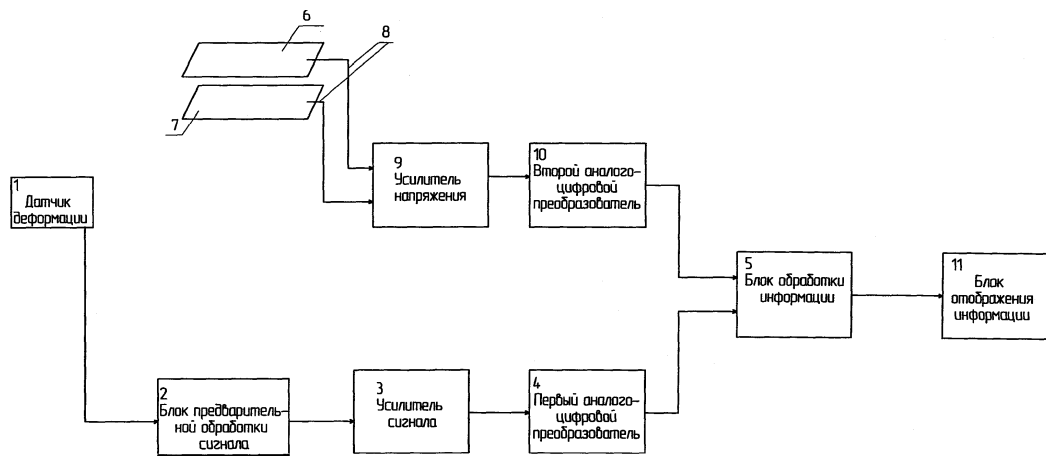 6
8
7
9
Усилитель
напряжения
10
Второй аналого-
цифровой
преобразователь
1
Датчик
деформации
5
Блок обработки
информации
11
Блок
отображения
информации
2
Блок предваритель-
ной обработки
сигнала
3
Усилитель
сигнала
4
Первый аналого-
цифровой
преобразователь